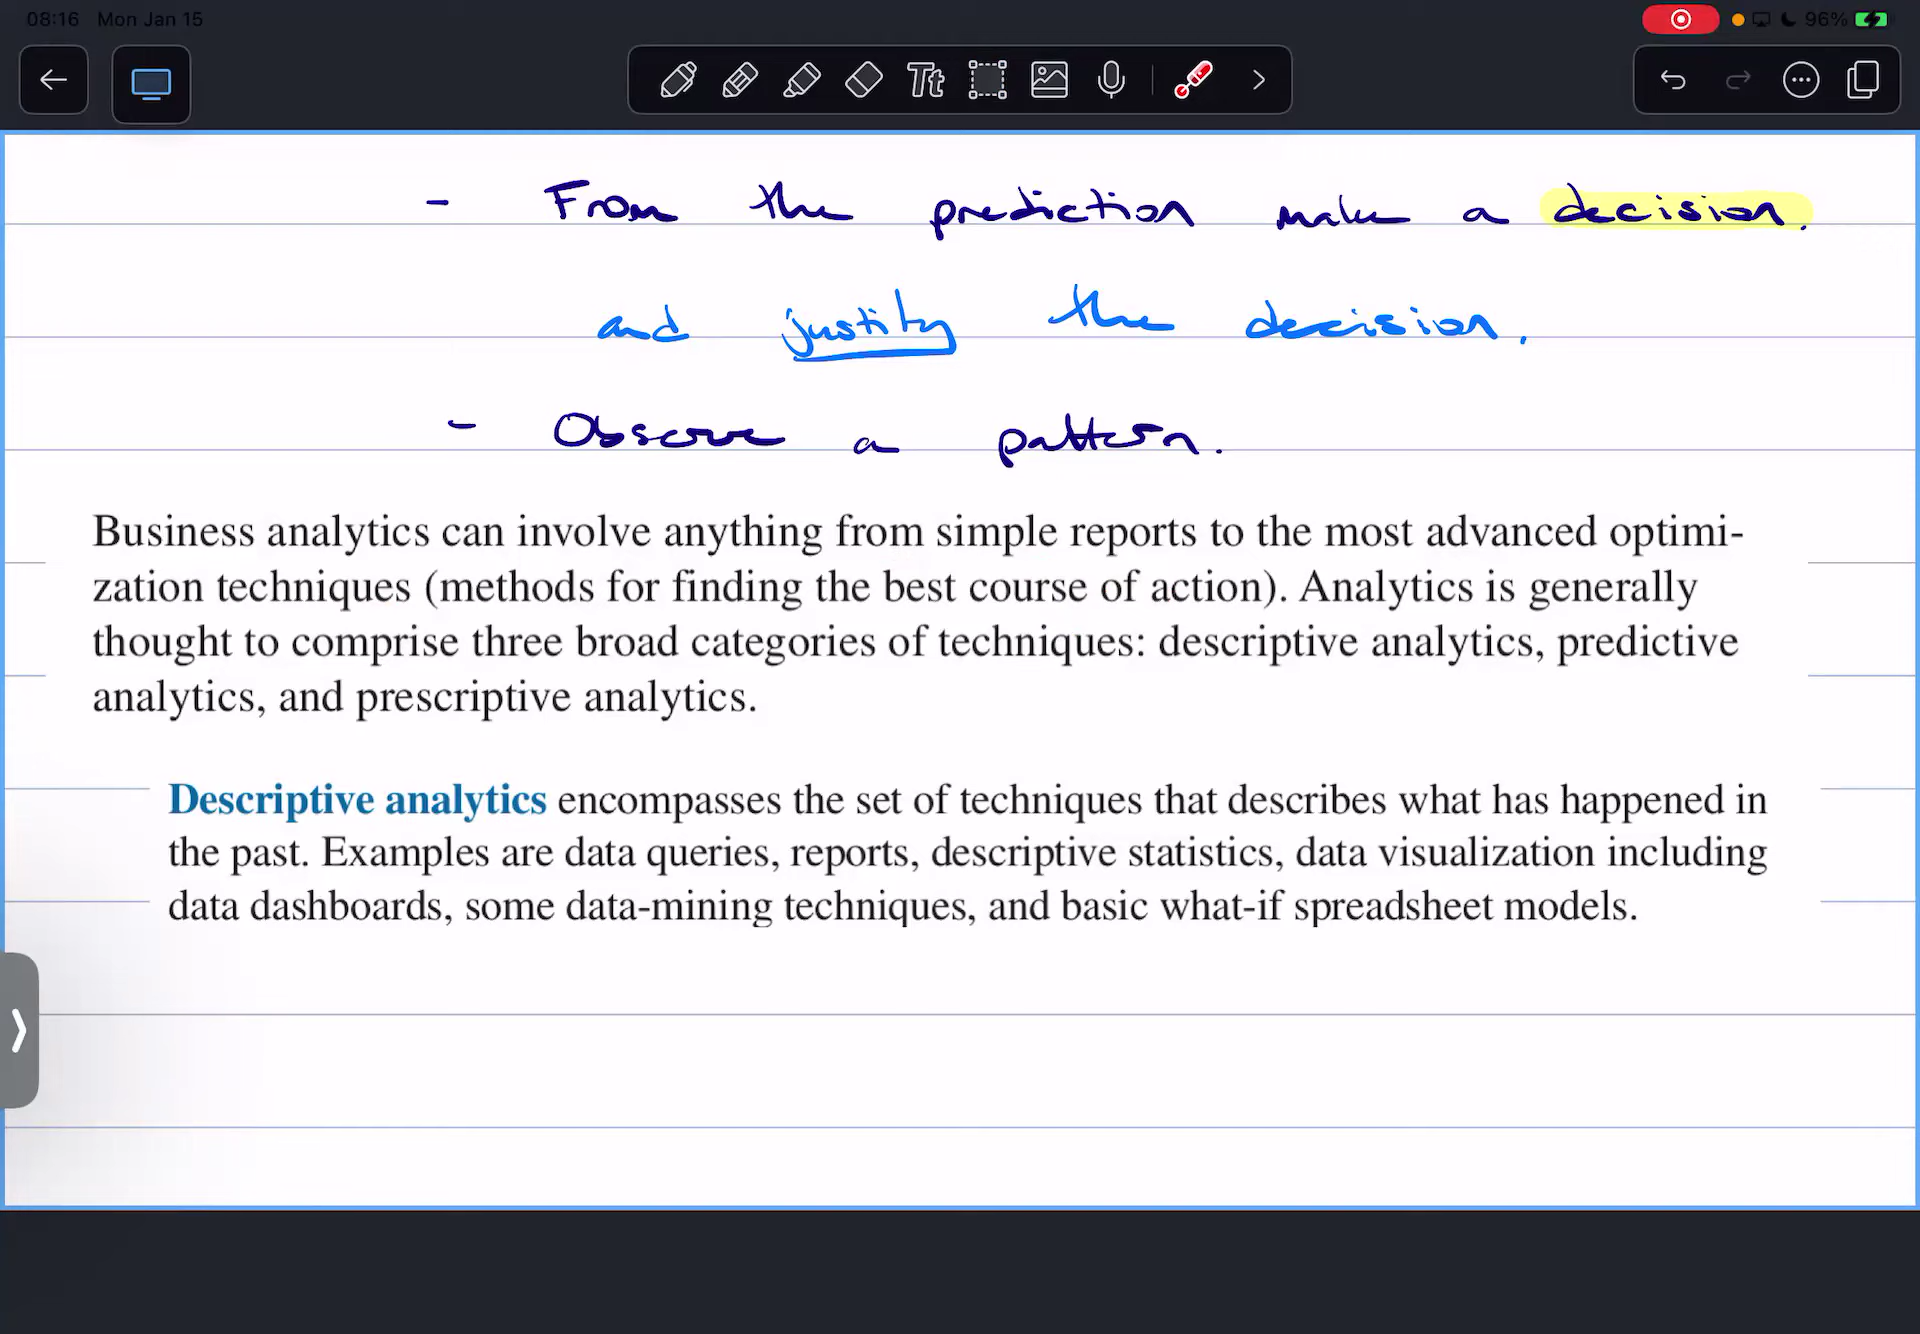 08:16 Mon Jan 15
96%
Tt
- From the prediction make a decision.
and justify the decision.
- Observe a pattern.
Business analytics can involve anything from simple reports to the most advanced optimi-
zation techniques (methods for finding the best course of action). Analytics is generally
thought to comprise three broad categories of techniques: descriptive analytics, predictive
analytics, and prescriptive analytics.
Descriptive analytics encompasses the set of techniques that describes what has happened in
the past. Examples are data queries, reports, descriptive statistics, data visualization including
data dashboards, some data-mining techniques, and basic what-if spreadsheet models.